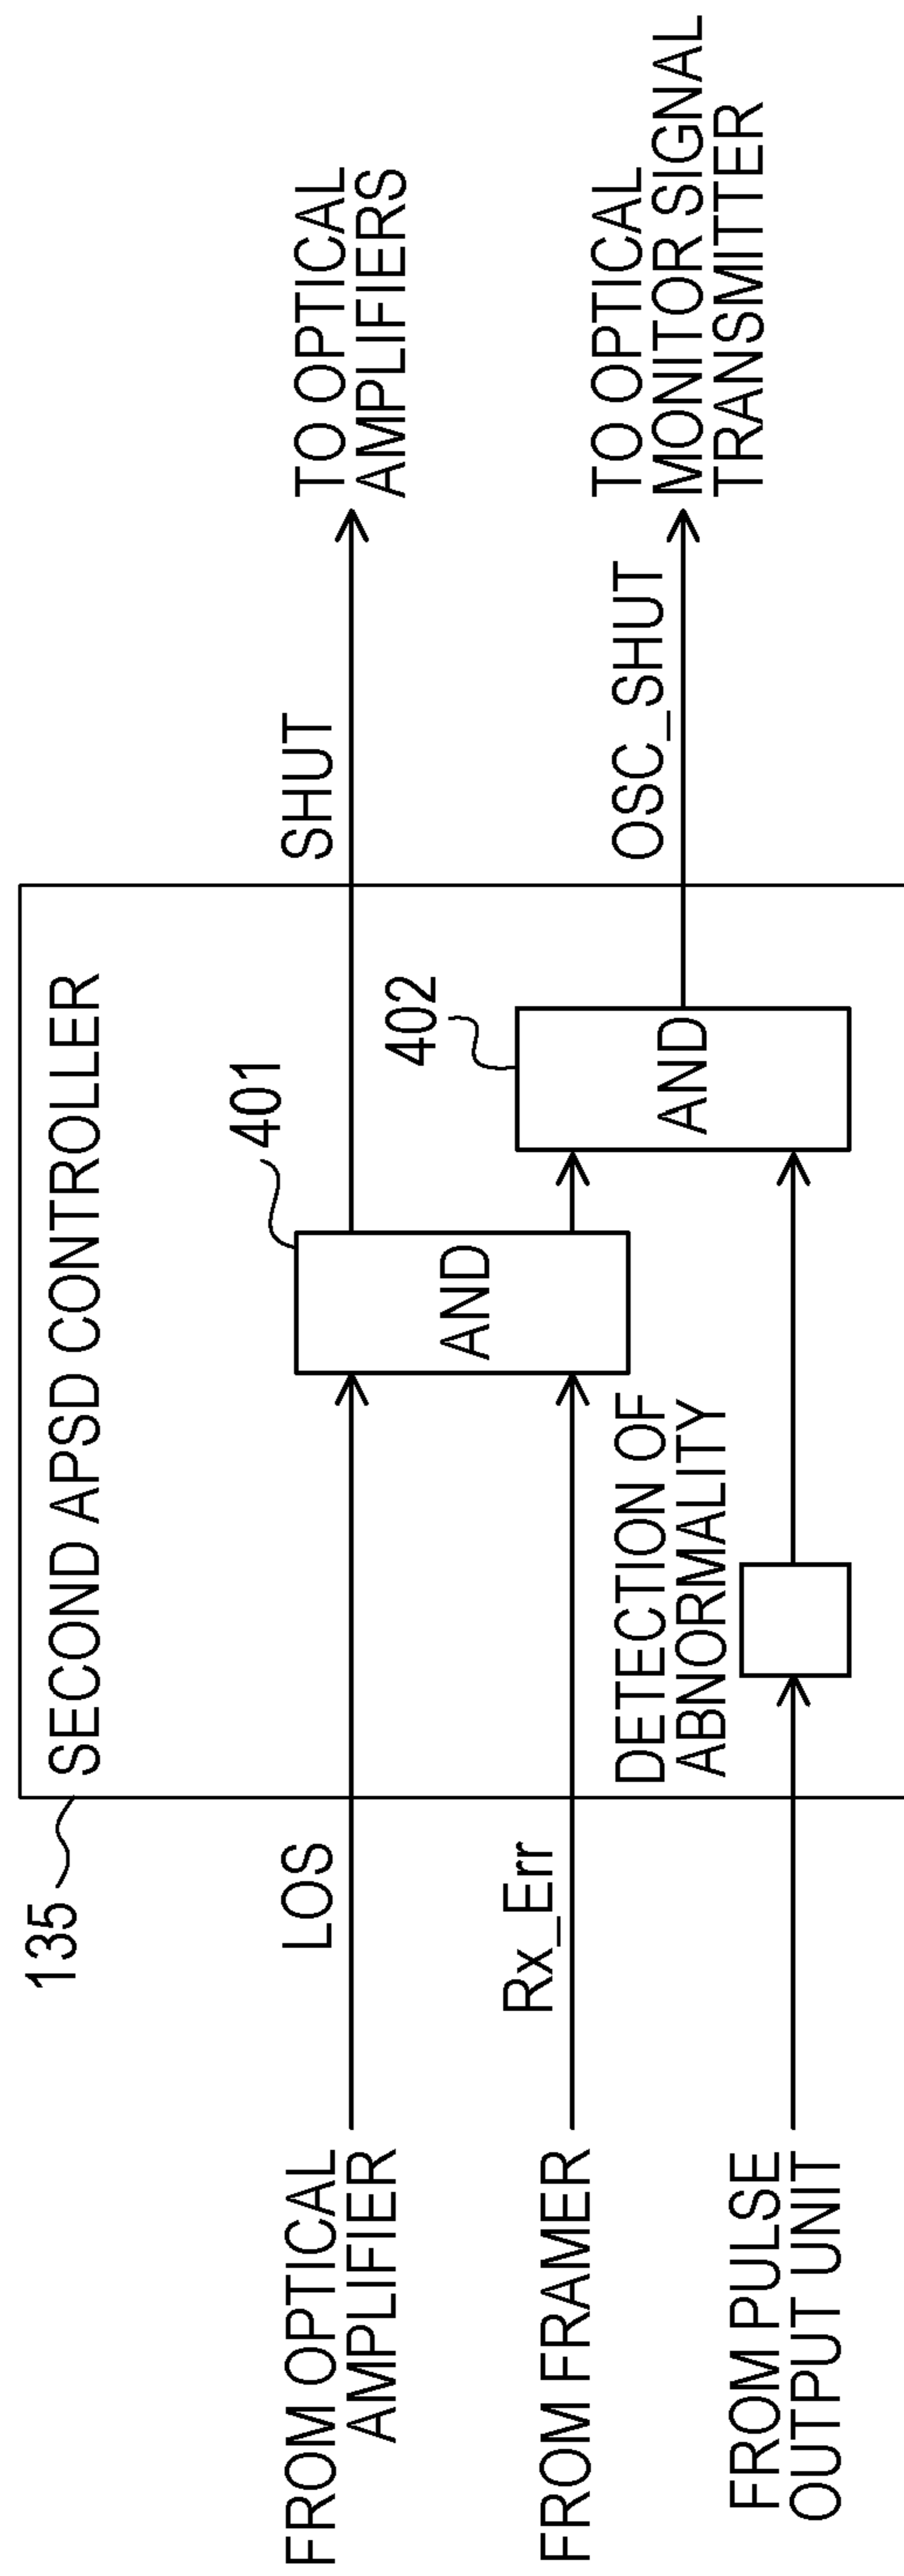 135
SECOND APSD CONTROLLER
FROM OPTICAL
AMPLIFIER
LOS
401
AND
SHUT
TO OPTICAL
AMPLIFIERS
FROM FRAMER
Rx_Err
402
AND
OSC_SHUT
TO OPTICAL
MONITOR SIGNAL
TRANSMITTER
DETECTION OF
ABNORMALITY
FROM PULSE
OUTPUT UNIT